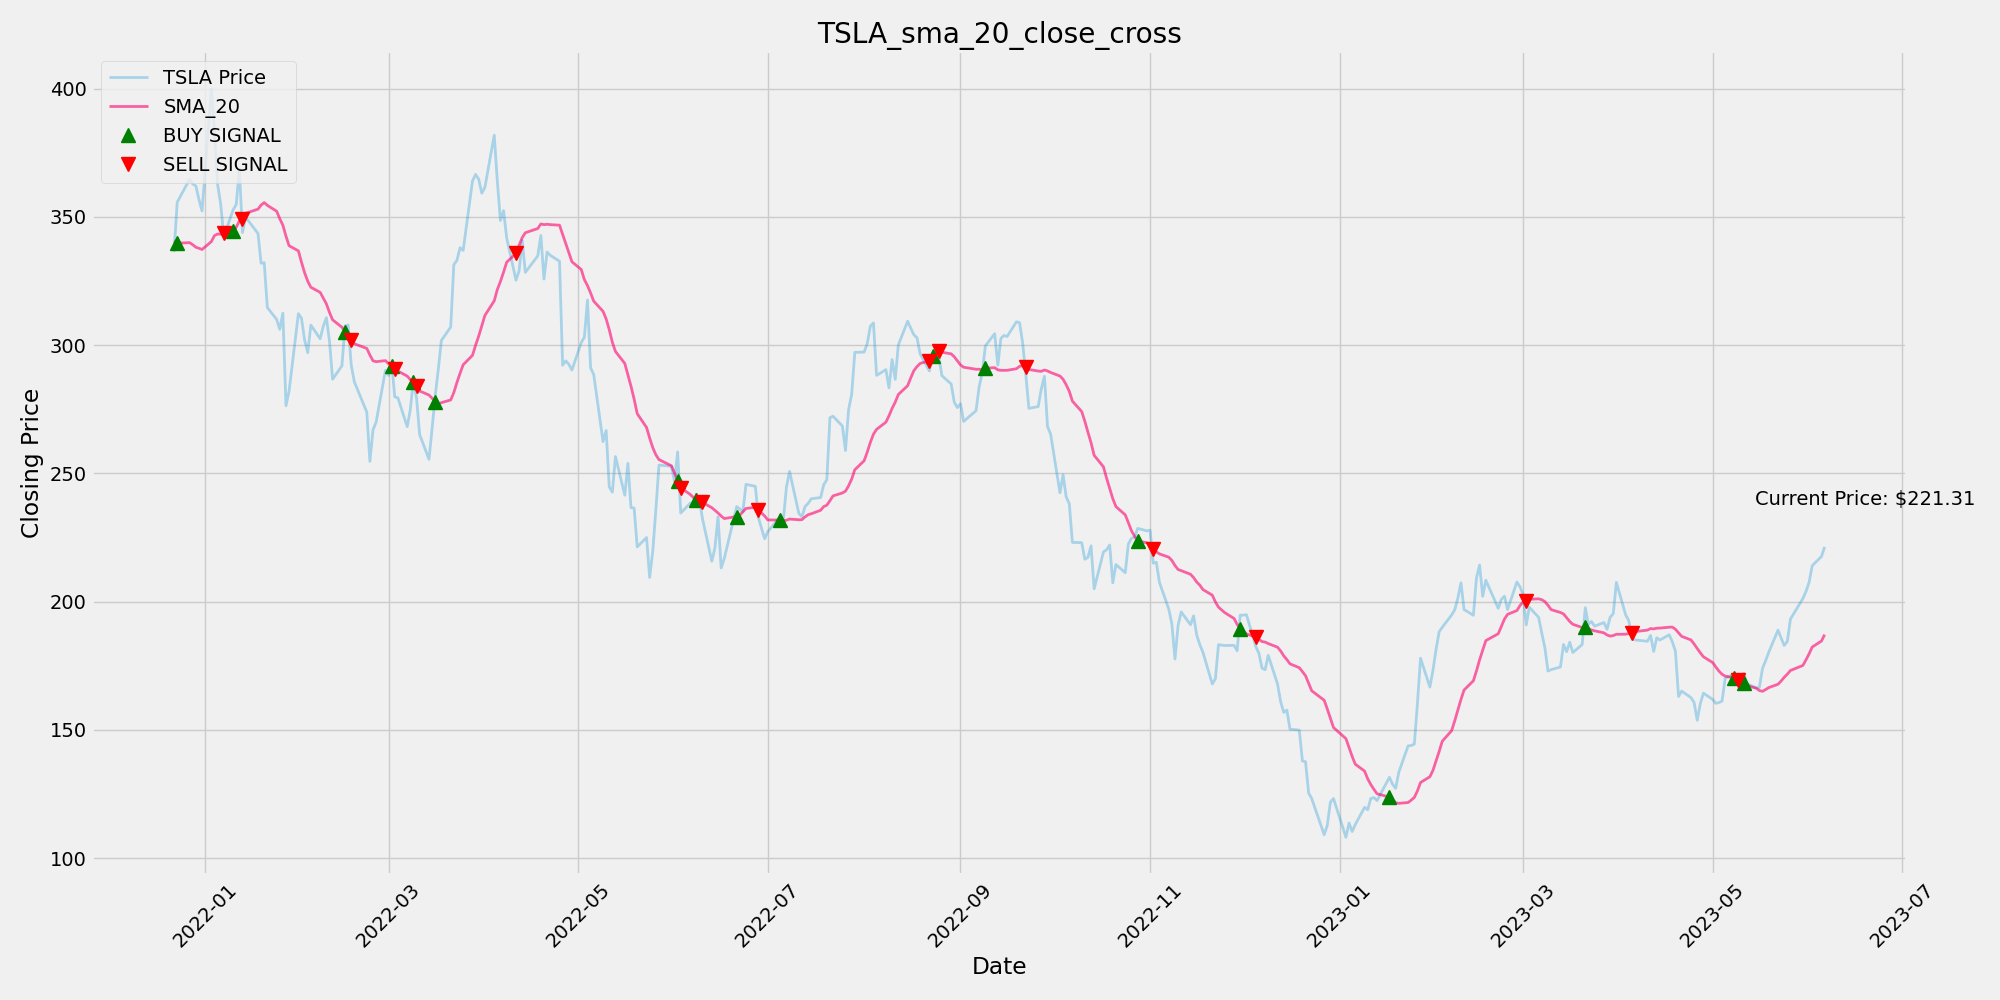 TSLA_sma_20_close_cross
TSLA Price
SMA_20
BUY SIGNAL
SELL SIGNAL
400
350
300
250
200
150
100
Closing Price
Current Price: $221.31
2022-01
2022-03
2022-05
2022-07
2022-09
2022-11
2023-01
2023-03
2023-05
2023-07
Date